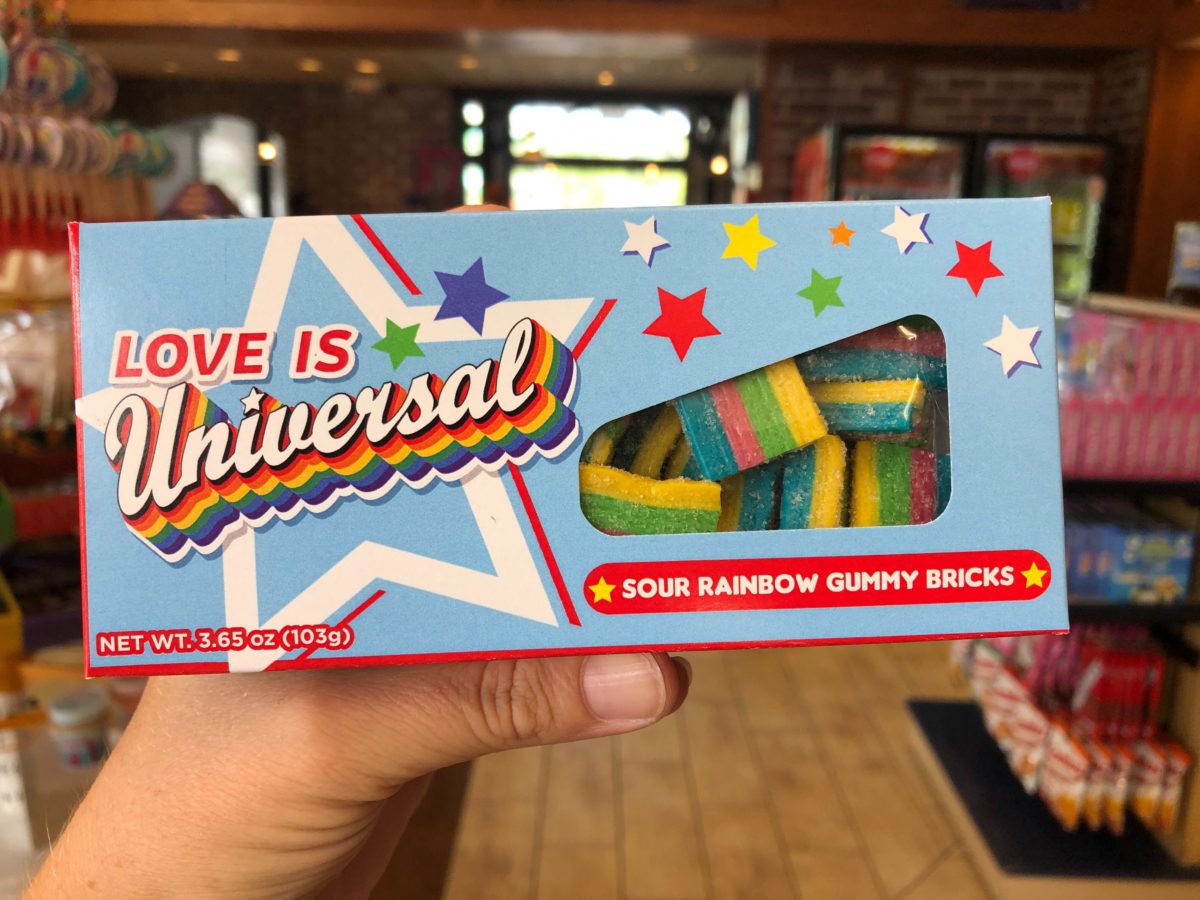 LOVE IS
Universal
SOUR RAINBOW GUMMY BRICKS
NET WT. 3.65 oz (103g)